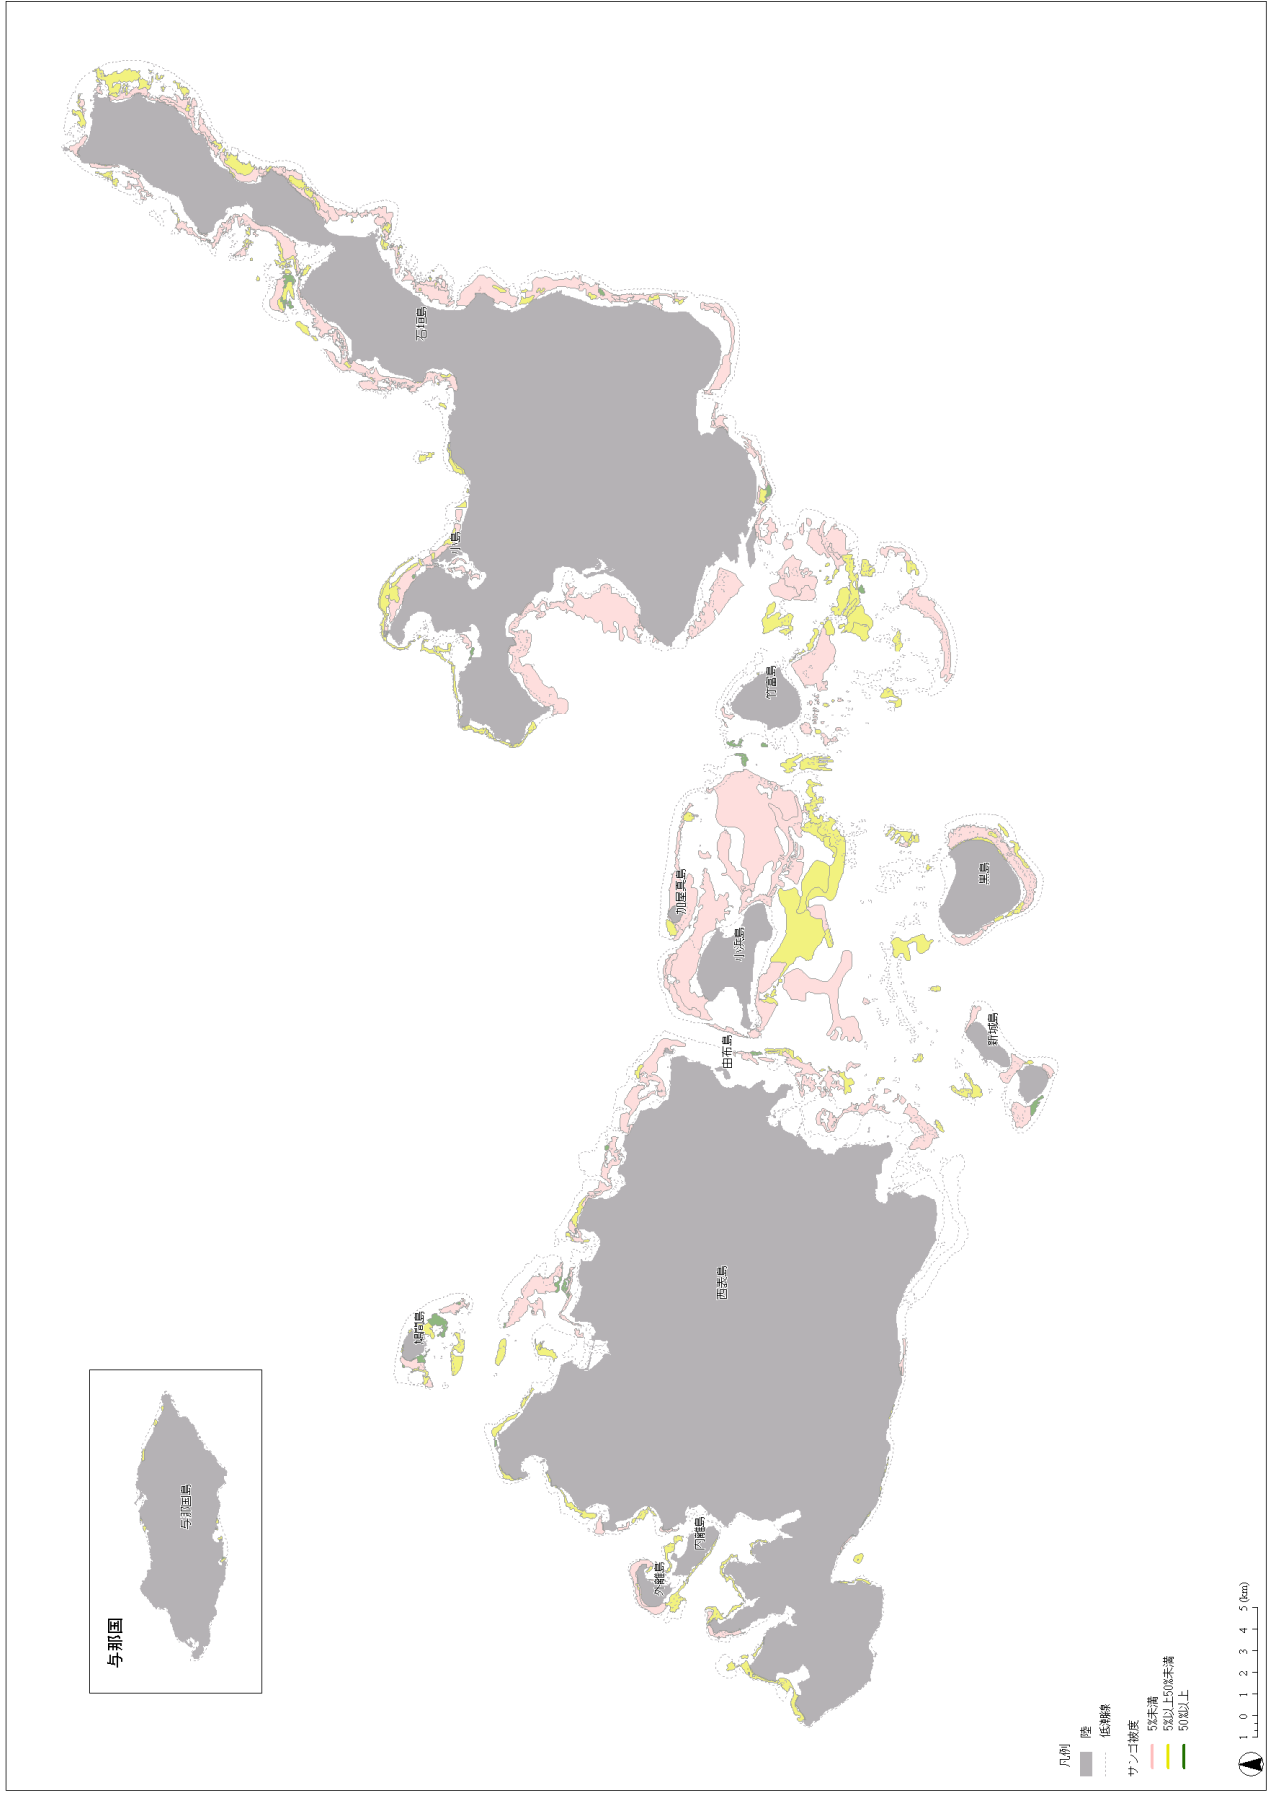 与那国
与那国島
石垣島
小島
竹富島
加屋真島
小浜島
黒島
由布島
新城島
西表島
鳩間島
外離島
内離島
凡例
陸
低潮線
サンゴ被度
5%未満
5%以上50%未満
50%以上
1 0 1 2 3 4 5 (km)